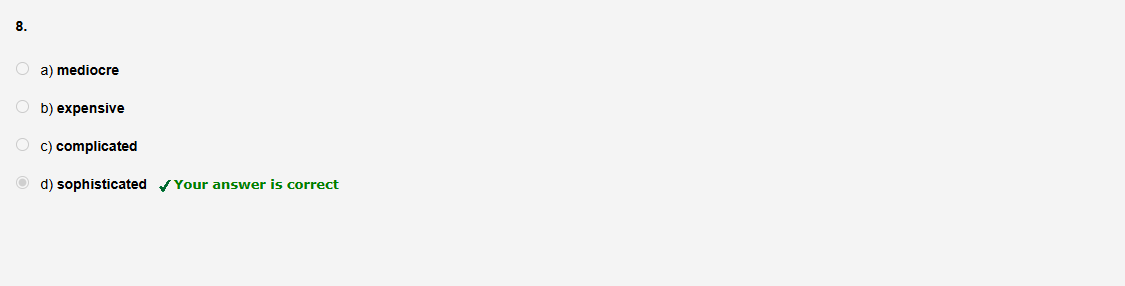 8.
a) mediocre
b) expensive
c) complicated
d) sophisticated ✓ Your answer is correct